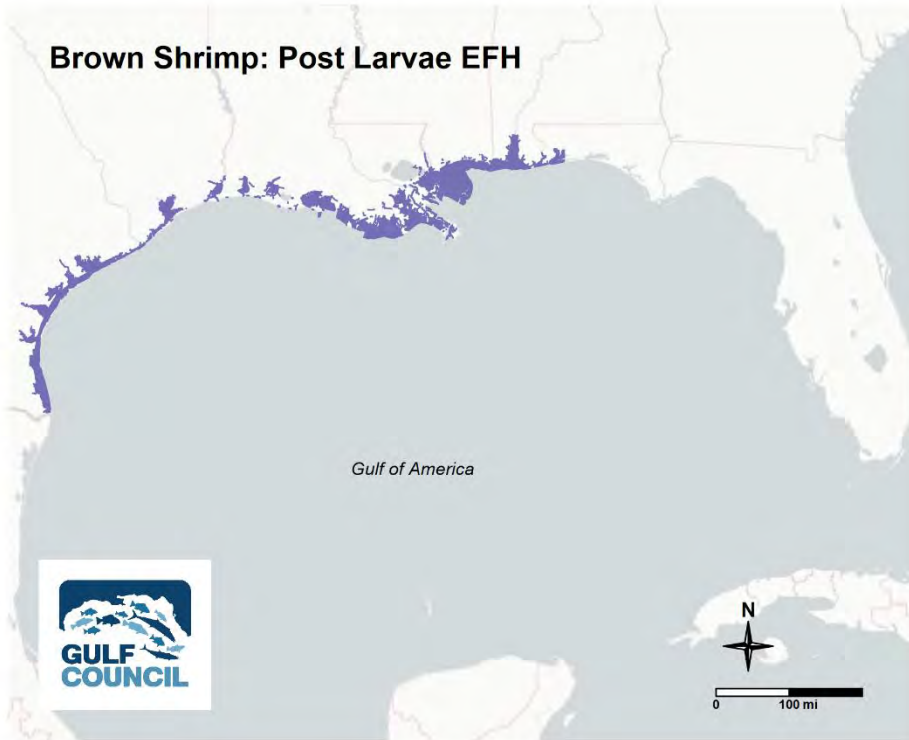 Brown Shrimp: Post Larvae EFH
Gulf of America
GULF
COUNCIL
N
0 100 mi